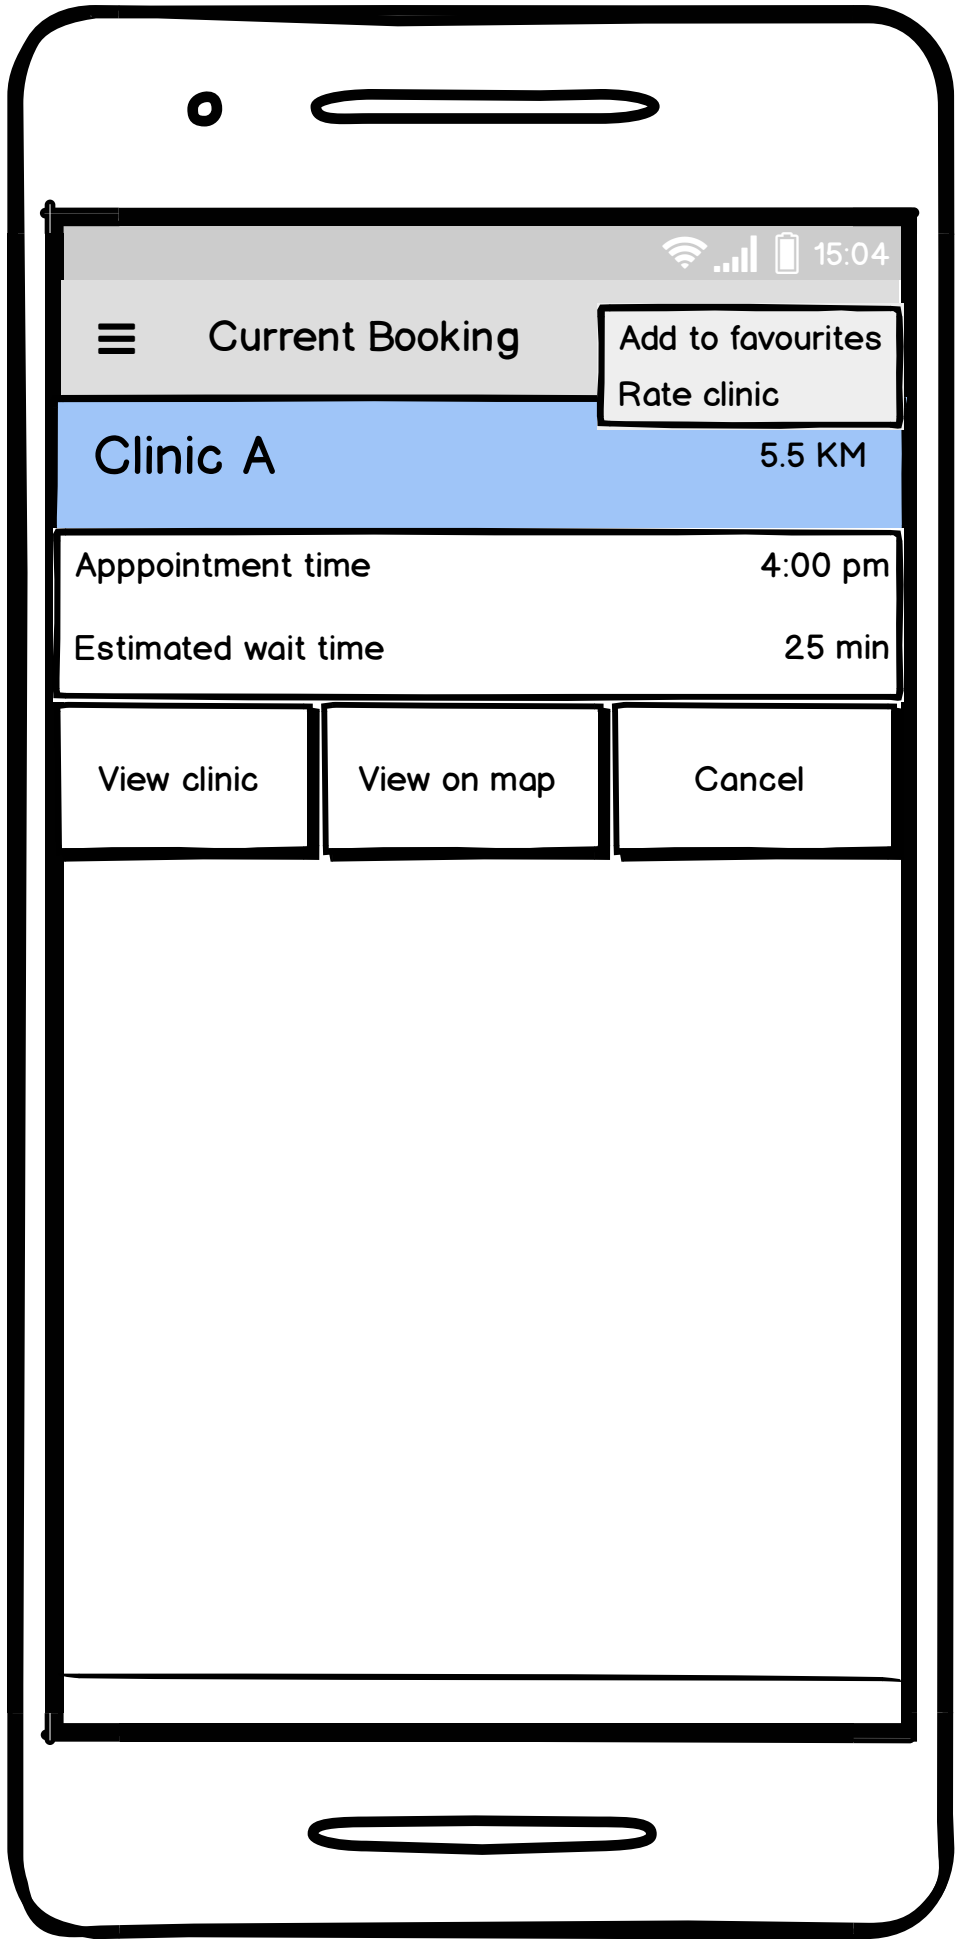 15:04
Current Booking
Add to favourites
Rate clinic
Clinic A
5.5 KM
Apppointment time
4:00 pm
Estimated wait time
25 min
View clinic
View on map
Cancel